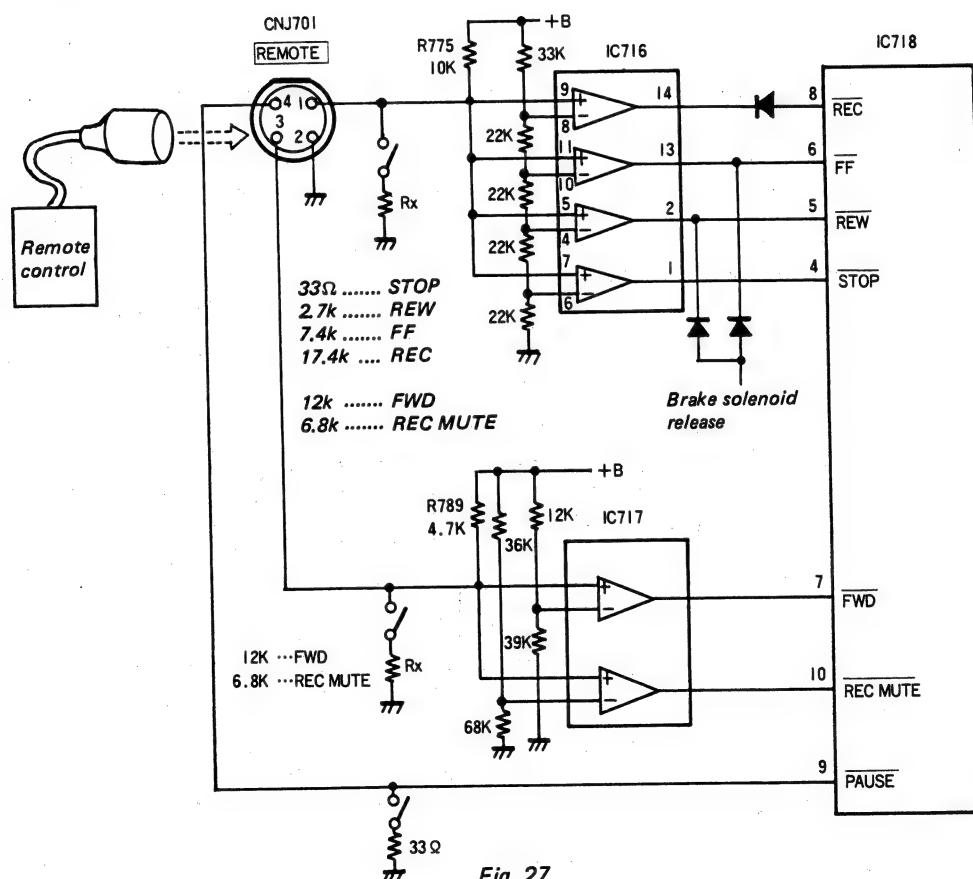 CNJ701
REMOTE
4 1
3 2
Remote
control
R775
10K
+B
33K
22K
22K
22K
22K
Rx
33Ω ....... STOP
2.7k ....... REW
7.4k ....... FF
17.4k .... REC
12k ....... FWD
6.8k ....... REC MUTE
IC716
9 + 14
8 -
11 + 13
10 -
5 + 2
4 -
7 + 1
6 -
IC718
8 REC
6 FF
5 REW
4 STOP
Brake solenoid
release
R789
4.7K
36K
12K
+B
IC717
39K
68K
+
-
+
-
7 FWD
10 REC MUTE
9 PAUSE
Rx
12K ···FWD
6.8K ···REC MUTE
33Ω
Fig. 27